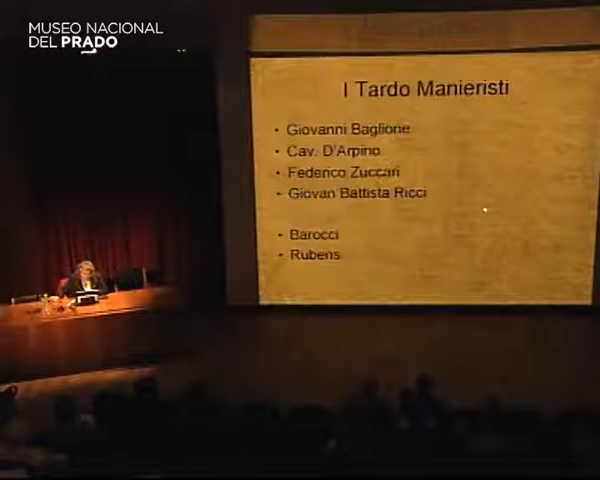 MUSEO NACIONAL
DEL PRADO
I Tardo Manieristi
• Giovanni Baglione
• Cav. D'Arpino
• Federico Zuccari
• Giovan Battista Ricci
• Barocci
• Rubens